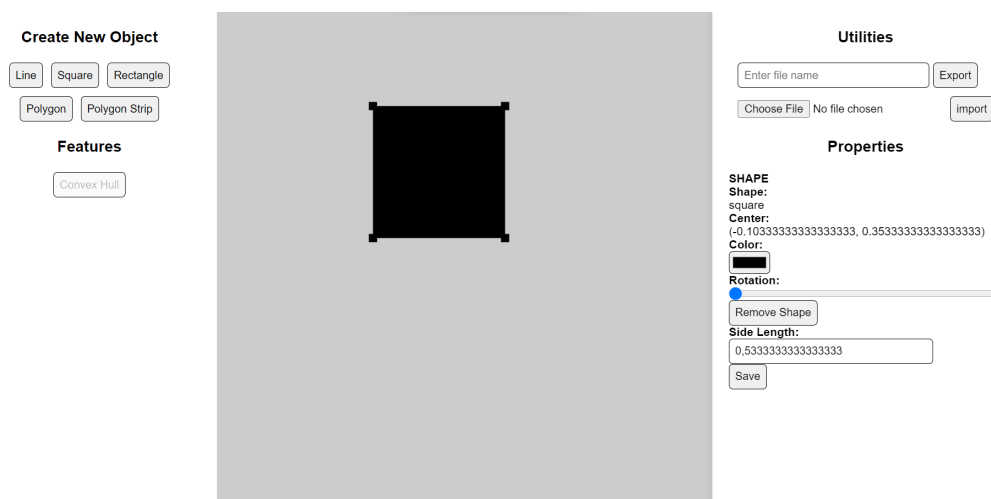 Create New Object
Line
Square
Rectangle
Polygon
Polygon Strip
Features
Convex Hull
Utilities
Enter file name
Export
Choose File No file chosen
import
Properties
SHAPE
Shape:
square
Center:
(-0.10333333333333333, 0.35333333333333333)
Color:
Rotation:
Remove Shape
Side Length:
0,5333333333333333
Save